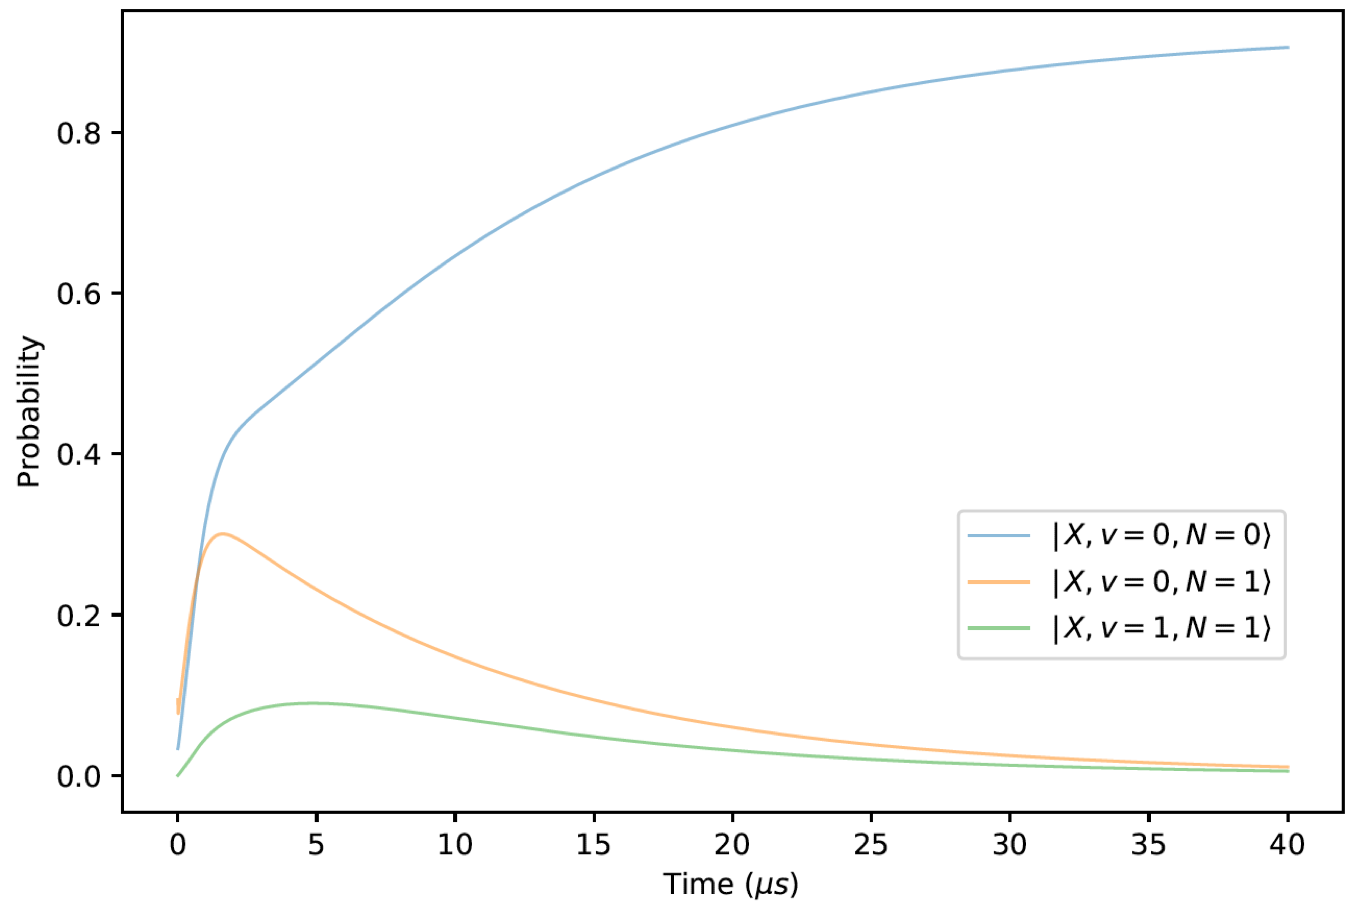 Probability
0.8
0.6
0.4
0.2
0.0
0 5 10 15 20 25 30 35 40
Time (μs)
|X, v = 0, N = 0⟩
|X, v = 0, N = 1⟩
|X, v = 1, N = 1⟩